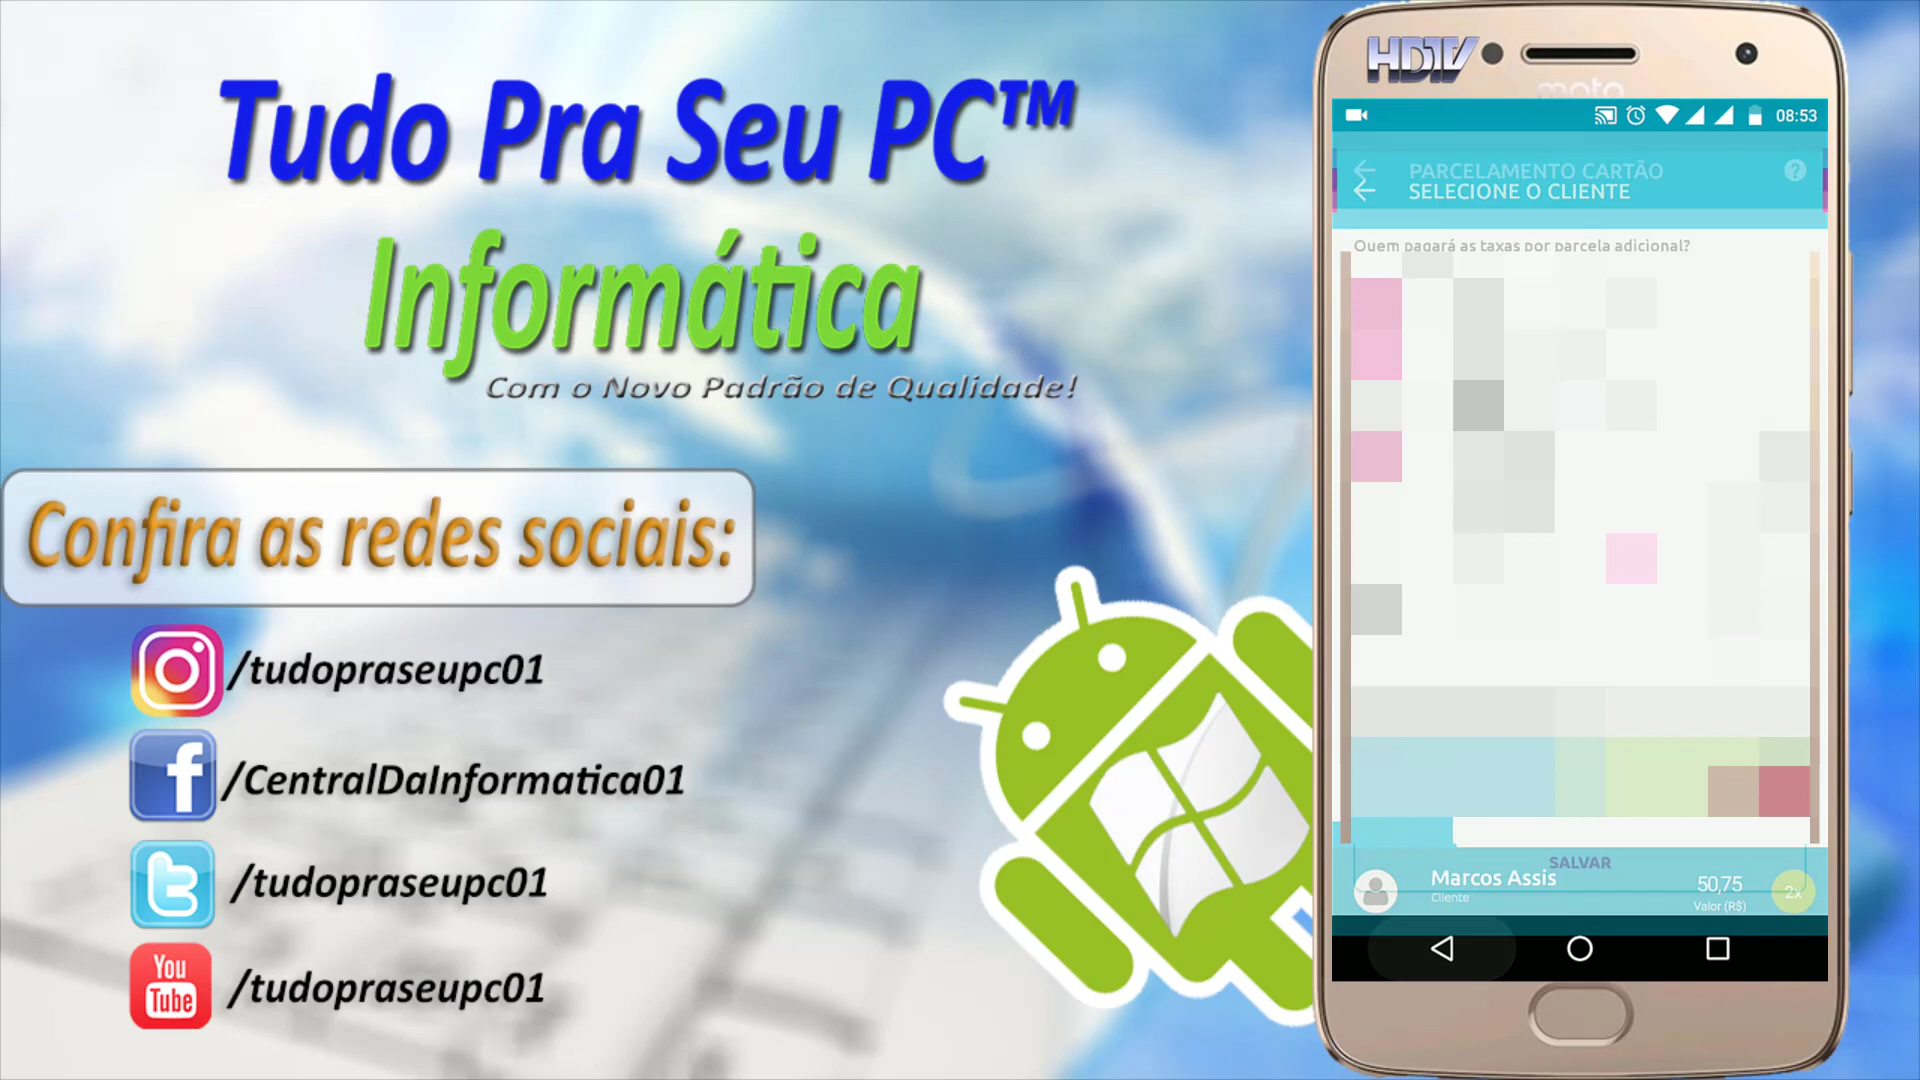 Tudo Pra Seu PC™
Informática
Com o Novo Padrão de Qualidade!
Confira as redes sociais:
/tudopraseupc01
/CentralDaInformatica01
/tudopraseupc01
You
Tube
/tudopraseupc01
HDTV
moto
08:53
PARCELAMENTO CARTÃO
SELECIONE O CLIENTE
Quem pagará as taxas por parcela adicional?
SALVAR
Marcos Assis
Cliente
50,75
Valor (R$)
2x